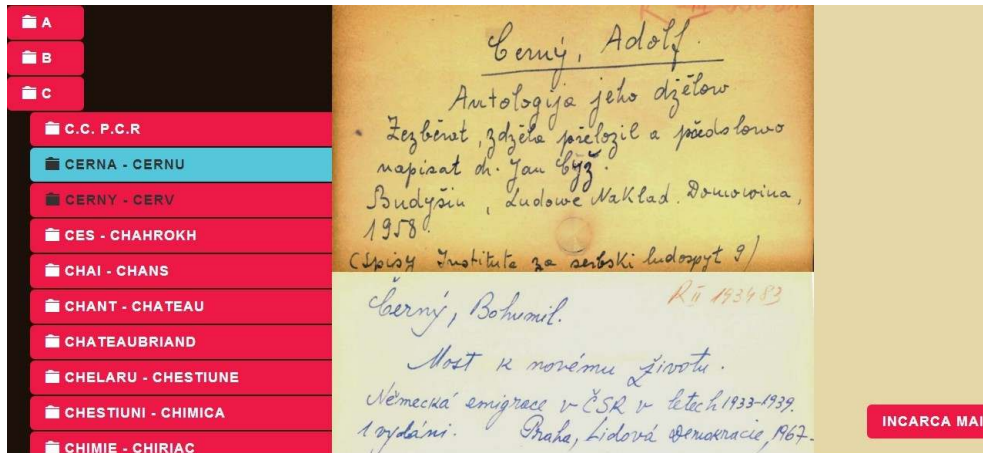 A
B
C
C.C. P.C.R
CERNA - CERNU
CERNY - CERV
CES - CHAHROKH
CHAI - CHANS
CHANT - CHATEAU
CHATEAUBRIAND
CHELARU - CHESTIUNE
CHESTIUNI - CHIMICA
CHIMIE - CHIRIAC
Černý, Adolf.
Antologija jeho dźěłow
Zezběrał, zdźěla přełožił a předsłowo
napisał dr. Jan Cyž.
Budyšin, Ludowe Nakład. Domowina,
1958.
(Spisy Instituta za serbski ludospyt 9)
R II 193483
Černý, Bohumil.
Most k novému životu.
Německá emigrace v ČSR v letech 1933-1939.
1 vydáni. Praha, Lidová Demokracie, 1967.
INCARCA MAI